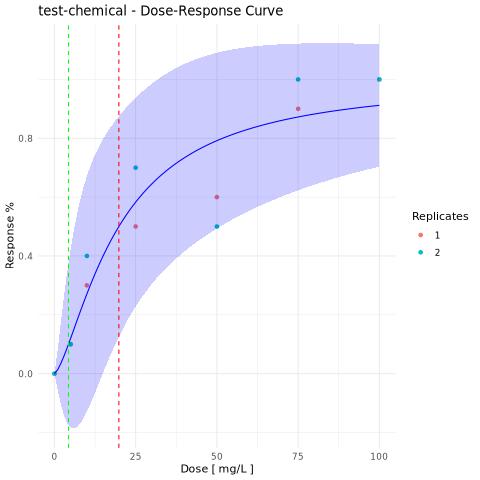 test-chemical - Dose-Response Curve
Response %
0.8
0.4
0.0
0 25 50 75 100
Dose [ mg/L ]
Replicates
1
2